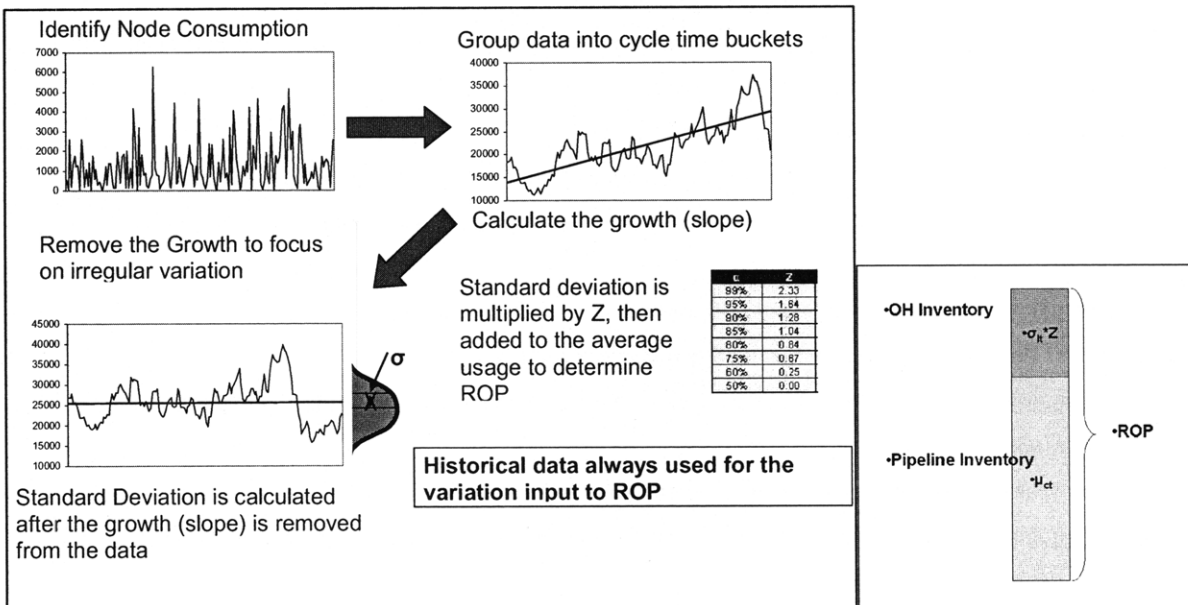 Identify Node Consumption
7000
6000
5000
4000
3000
2000
1000
0
Group data into cycle time buckets
40000
35000
30000
25000
20000
15000
10000
Calculate the growth (slope)
Remove the Growth to focus
on irregular variation
45000
40000
35000
30000
25000
20000
15000
10000
σ
X
Standard Deviation is calculated
after the growth (slope) is removed
from the data
Standard deviation is
multiplied by Z, then
added to the average
usage to determine
ROP
Z
99% 2.33
95% 1.64
90% 1.28
85% 1.04
80% 0.84
75% 0.67
60% 0.25
50% 0.00
Historical data always used for the
variation input to ROP
•OH Inventory
•σlt*Z
•Pipeline Inventory
•μct
•ROP